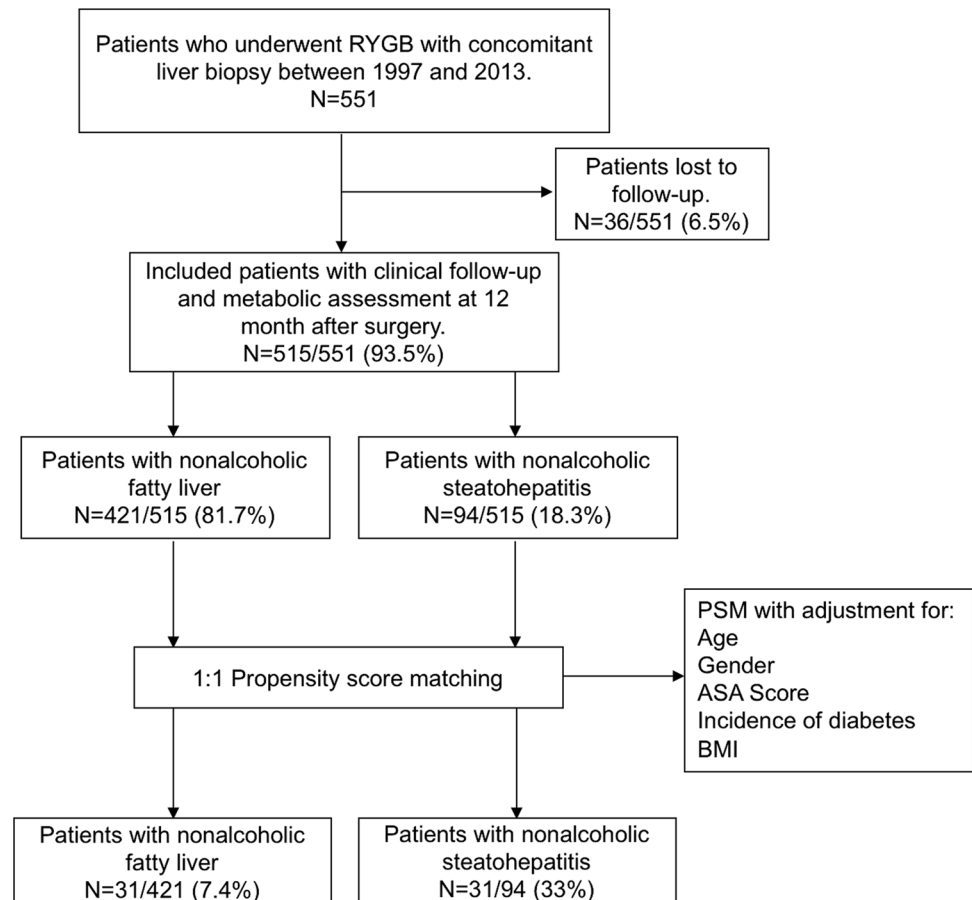 Patients who underwent RYGB with concomitant
liver biopsy between 1997 and 2013.
N=551
Patients lost to
follow-up.
N=36/551 (6.5%)
Included patients with clinical follow-up
and metabolic assessment at 12
month after surgery.
N=515/551 (93.5%)
Patients with nonalcoholic
fatty liver
N=421/515 (81.7%)
Patients with nonalcoholic
steatohepatitis
N=94/515 (18.3%)
1:1 Propensity score matching
PSM with adjustment for:
Age
Gender
ASA Score
Incidence of diabetes
BMI
Patients with nonalcoholic
fatty liver
N=31/421 (7.4%)
Patients with nonalcoholic
steatohepatitis
N=31/94 (33%)